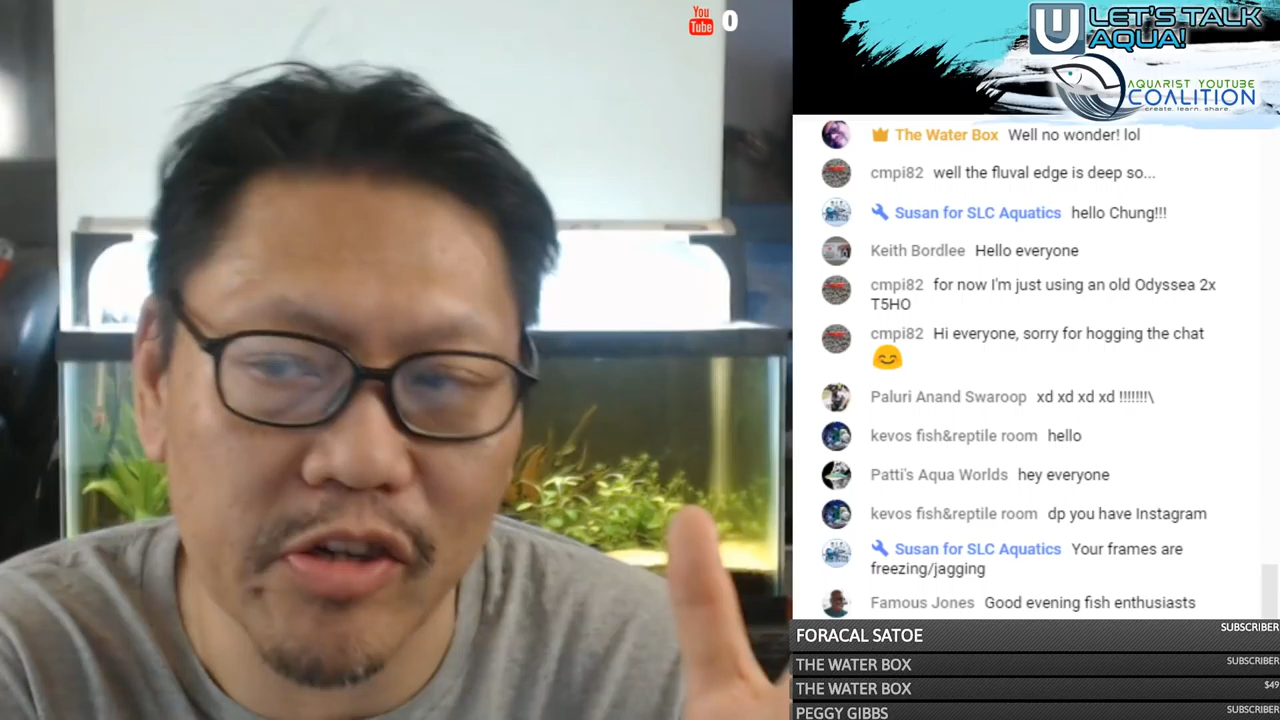 You
Tube
0
LET'S TALK
AQUA!
AQUARIST YOUTUBE
COALITION
create. learn. share.
The Water Box Well no wonder! lol
cmpi82 well the fluval edge is deep so...
Susan for SLC Aquatics hello Chung!!!
Keith Bordlee Hello everyone
cmpi82 for now I'm just using an old Odyssea 2x
T5HO
cmpi82 Hi everyone, sorry for hogging the chat
Paluri Anand Swaroop xd xd xd xd !!!!!!!\
kevos fish&reptile room hello
Patti's Aqua Worlds hey everyone
kevos fish&reptile room dp you have Instagram
Susan for SLC Aquatics Your frames are
freezing/jagging
Famous Jones Good evening fish enthusiasts
FORACAL SATOE SUBSCRIBER
THE WATER BOX SUBSCRIBER
THE WATER BOX $49
PEGGY GIBBS SUBSCRIBER